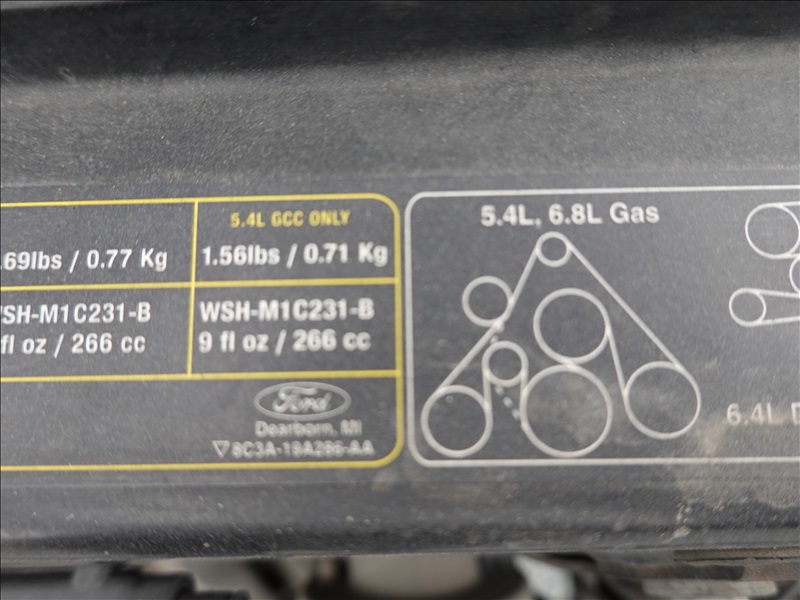 5.4L GCC ONLY
.69lbs / 0.77 Kg
1.56lbs / 0.71 Kg
WSH-M1C231-B
WSH-M1C231-B
fl oz / 266 cc
9 fl oz / 266 cc
Ford
Dearborn, MI
8C3A-19A286-AA
5.4L, 6.8L Gas
6.4L